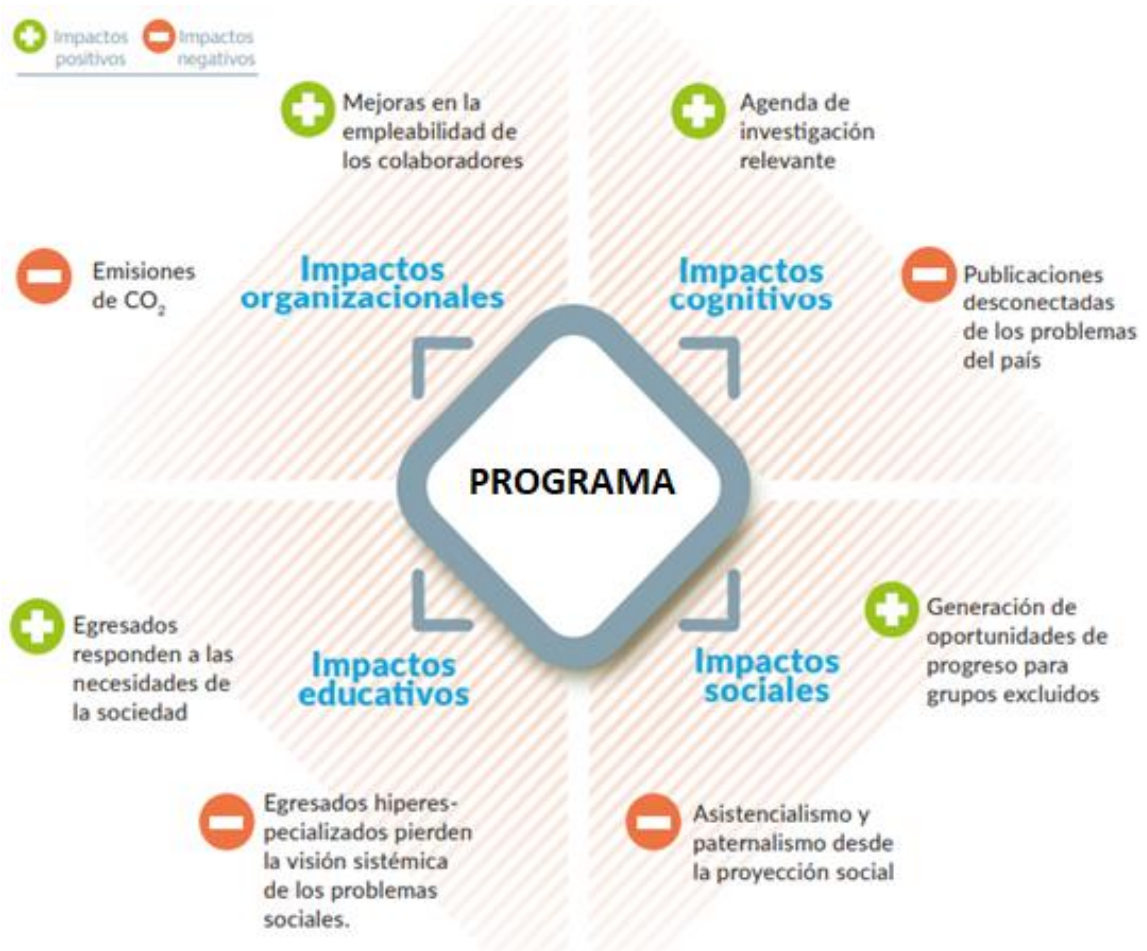 Impactos
positivos
Impactos
negativos
Mejoras en la
empleabilidad de
los colaboradores
Agenda de
investigación
relevante
Emisiones
de CO₂
Impactos
organizacionales
Impactos
cognitivos
Publicaciones
desconectadas
de los problemas
del país
PROGRAMA
Egresados
responden a las
necesidades de
la sociedad
Impactos
educativos
Impactos
sociales
Generación de
oportunidades de
progreso para
grupos excluidos
Egresados hiperes-
pecializados pierden
la visión sistémica
de los problemas
sociales.
Asistencialismo y
paternalismo desde
la proyección social